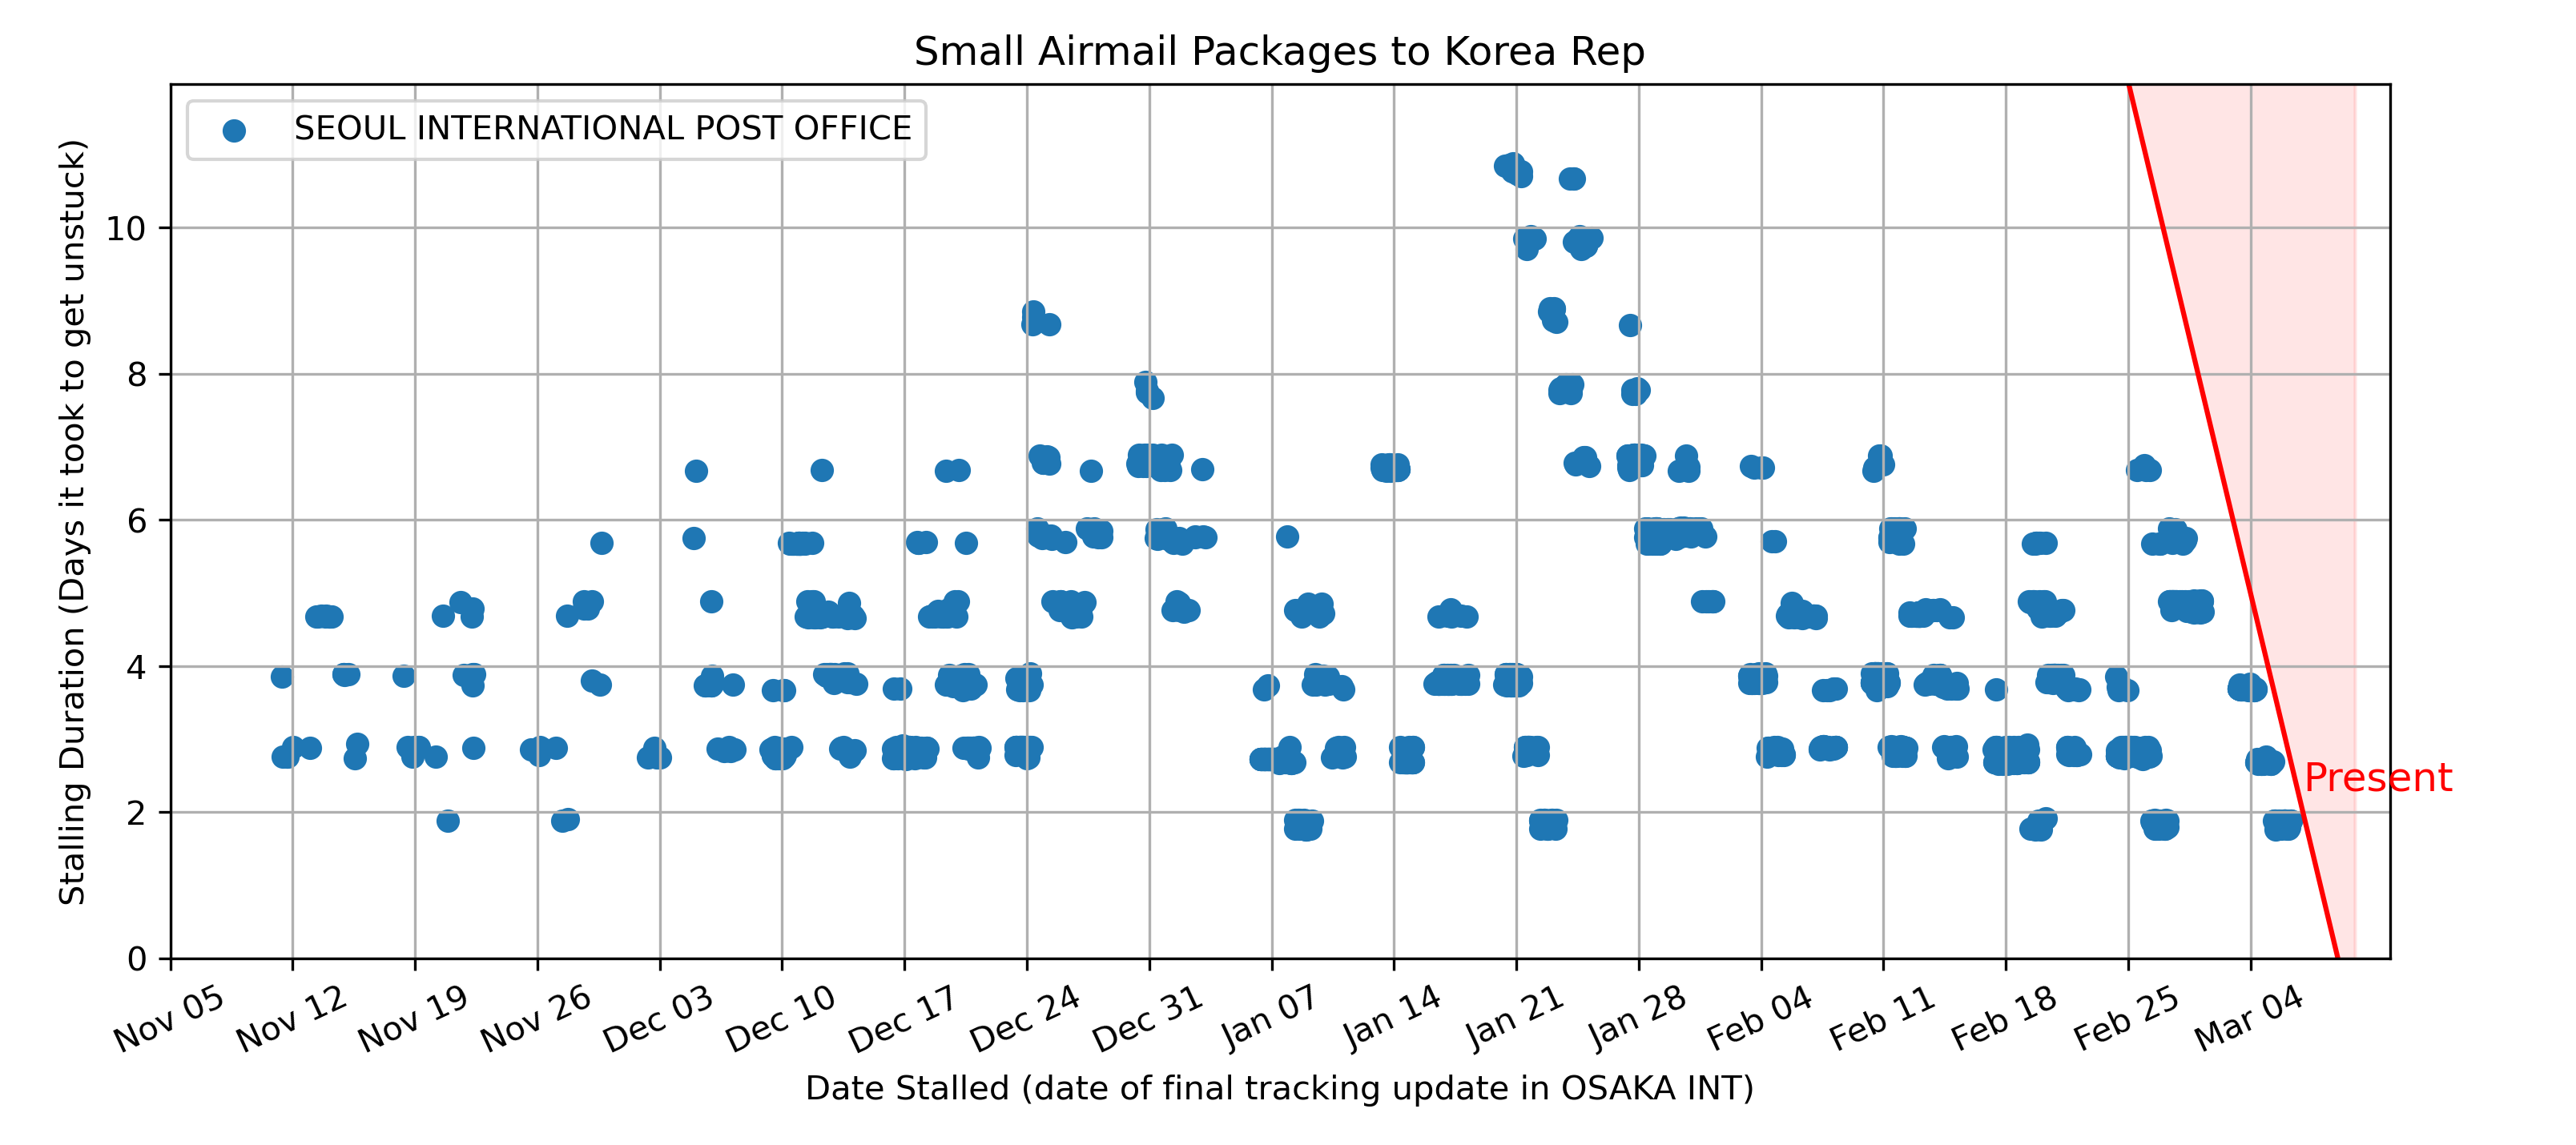 Small Airmail Packages to Korea Rep
SEOUL INTERNATIONAL POST OFFICE
Stalling Duration (Days it took to get unstuck)
10
8
6
4
2
0
Present
Nov 05
Nov 12
Nov 19
Nov 26
Dec 03
Dec 10
Dec 17
Dec 24
Dec 31
Jan 07
Jan 14
Jan 21
Jan 28
Feb 04
Feb 11
Feb 18
Feb 25
Mar 04
Date Stalled (date of final tracking update in OSAKA INT)